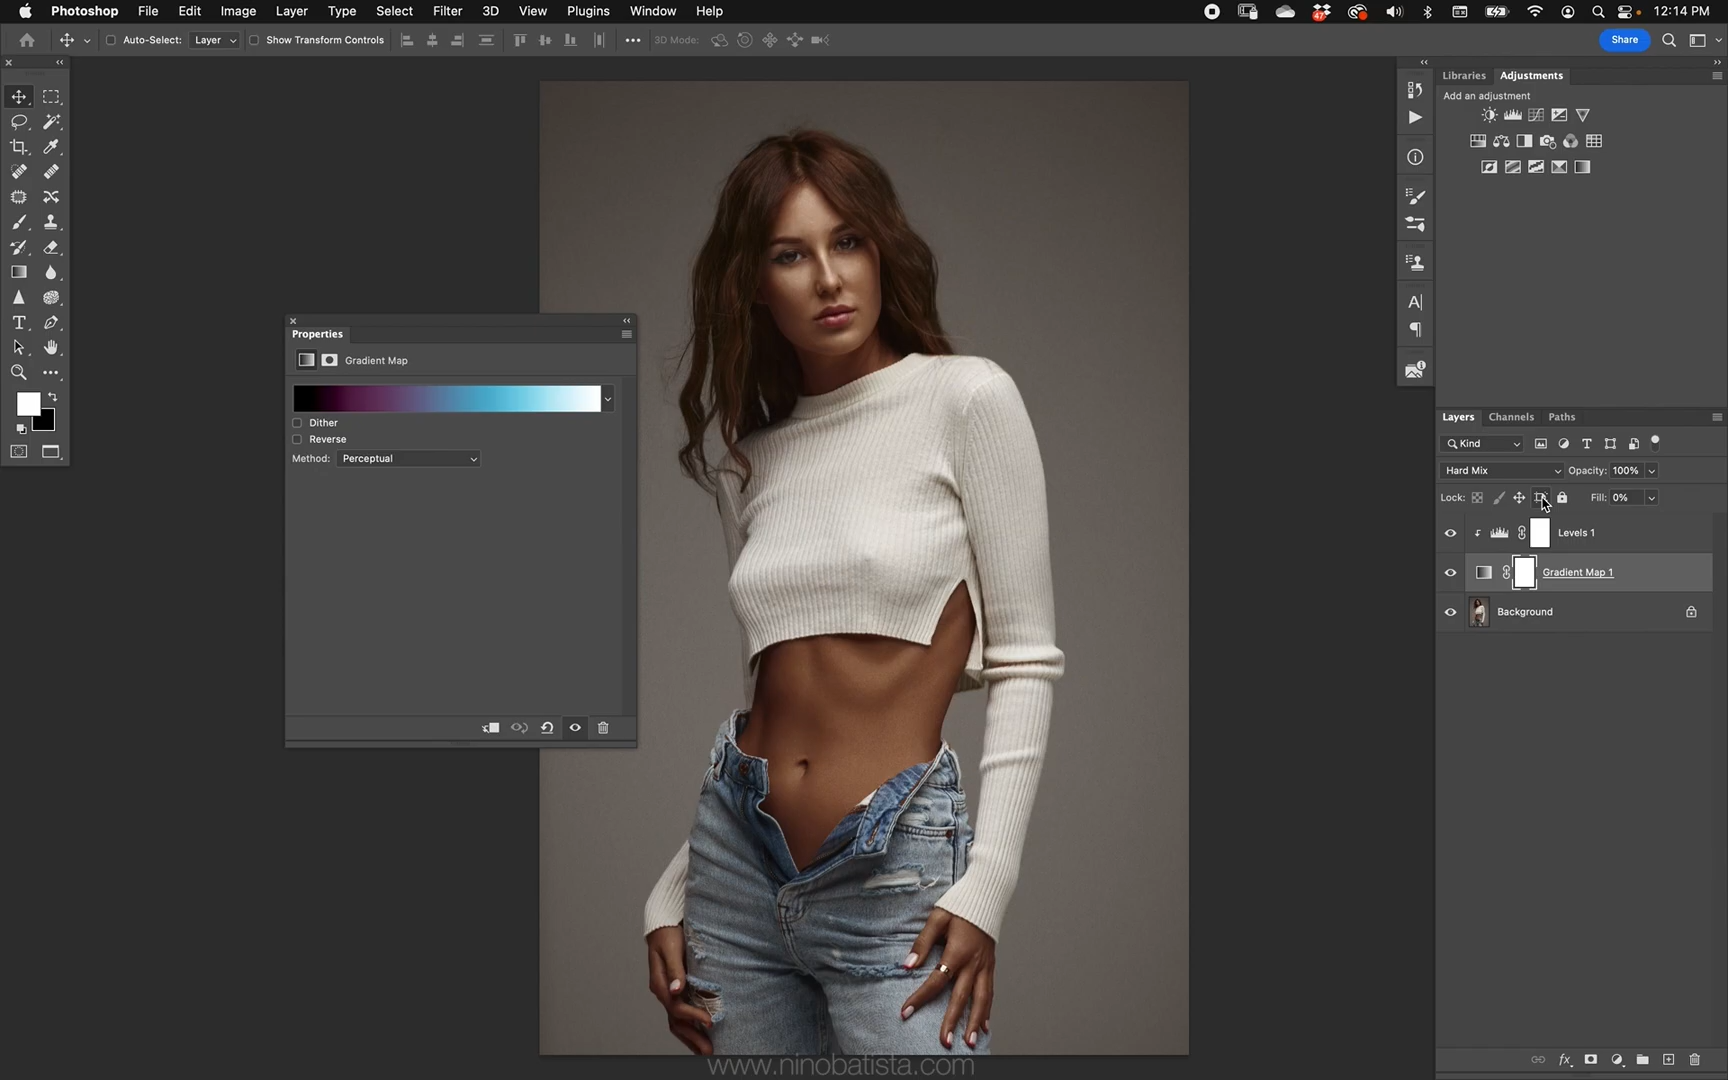 Photoshop File Edit Image Layer Type Select Filter 3D View Plugins Window Help 47 12:14 PM
Auto-Select: Layer Show Transform Controls 3D Mode: Share
Libraries Adjustments
Add an adjustment
Properties
Gradient Map
Dither
Reverse
Method: Perceptual
Layers Channels Paths
Kind
Hard Mix Opacity: 100%
Lock: Fill: 0%
Levels 1
Gradient Map 1
Background
www.ninobatista.com